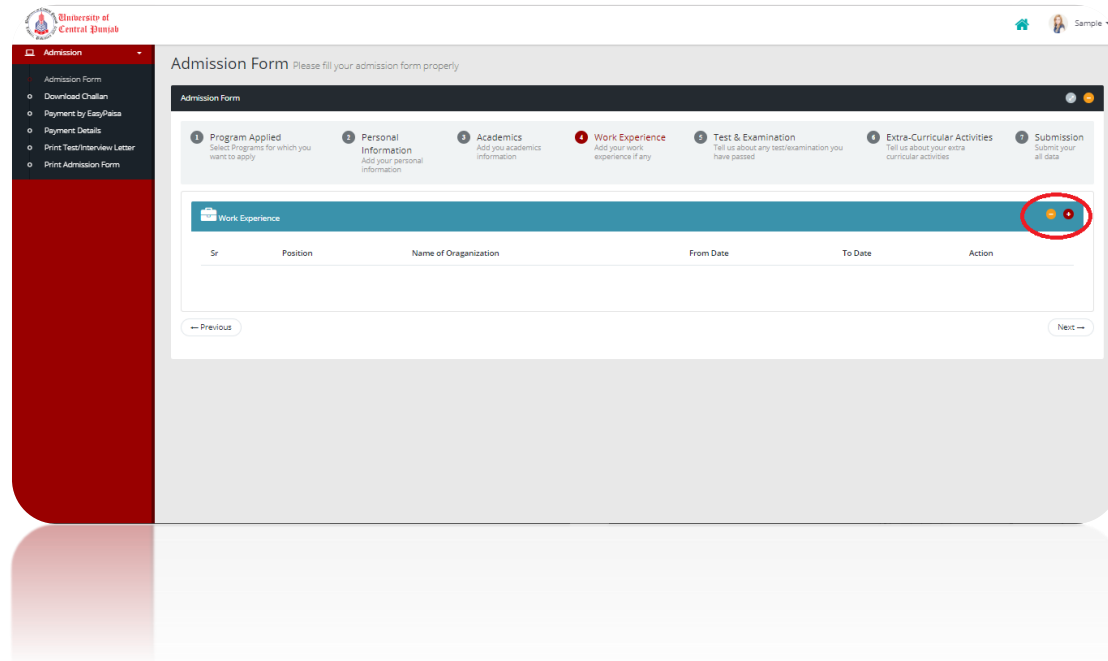 University of
Central Punjab
Sample
Admission
Admission Form
Download Challan
Payment by EasyPaisa
Payment Details
Print Test/Interview Letter
Print Admission Form
Admission Form Please fill your admission form properly
Admission Form
1 Program Applied
Select Programs for which you
want to apply
2 Personal
Information
Add your personal
information
3 Academics
Add you academics
information
4 Work Experience
Add your work
experience if any
5 Test & Examination
Tell us about any test/examination you
have passed
6 Extra-Curricular Activities
Tell us about your extra
curricular activities
7 Submission
Submit your
all data
Work Experience
Sr Position Name of Oraganization From Date To Date Action
← Previous
Next →